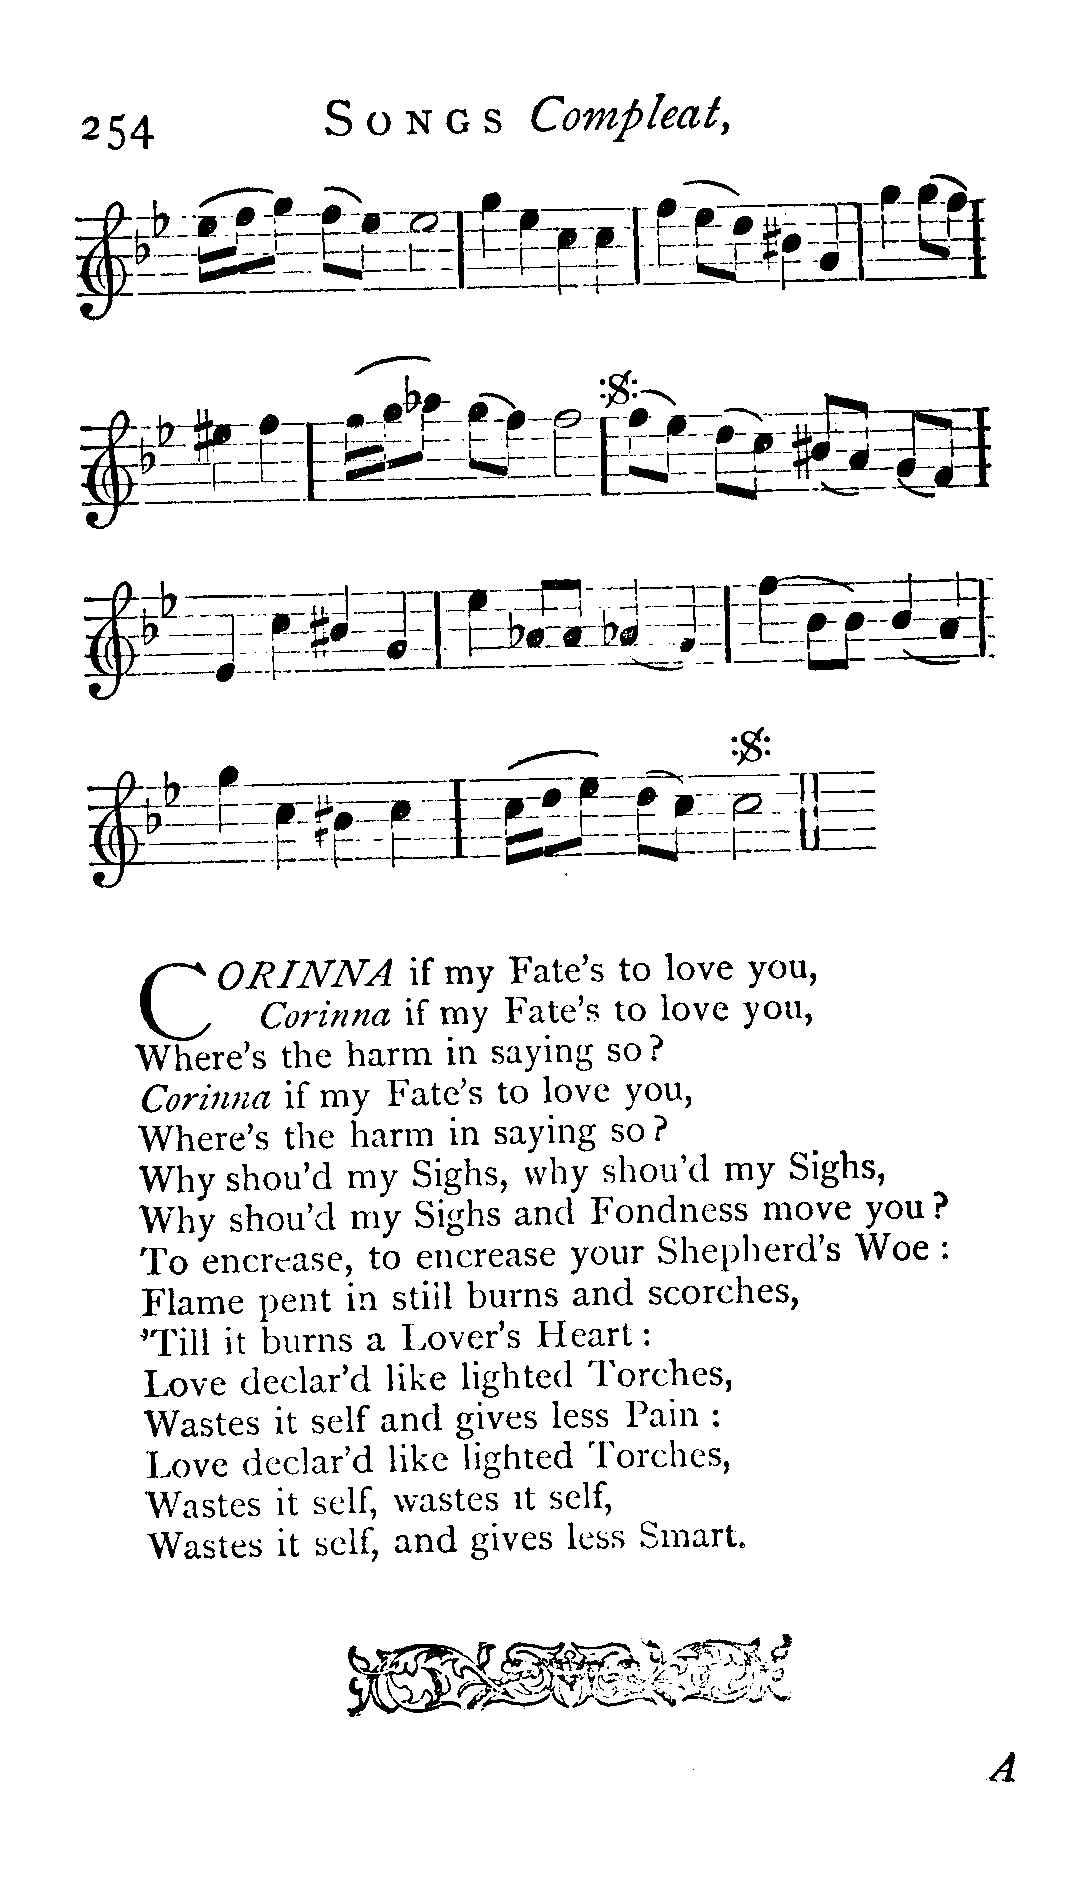 254 SONGS Compleat,
CORINNA if my Fate's to love you,
Corinna if my Fate's to love you,
Where's the harm in saying so?
Corinna if my Fate's to love you,
Where's the harm in saying so?
Why shou'd my Sighs, why shou'd my Sighs,
Why shou'd my Sighs and Fondness move you?
To encrease, to encrease your Shepherd's Woe :
Flame pent in still burns and scorches,
'Till it burns a Lover's Heart :
Love declar'd like lighted Torches,
Wastes it self and gives less Pain :
Love declar'd like lighted Torches,
Wastes it self, wastes it self,
Wastes it self, and gives less Smart.
A